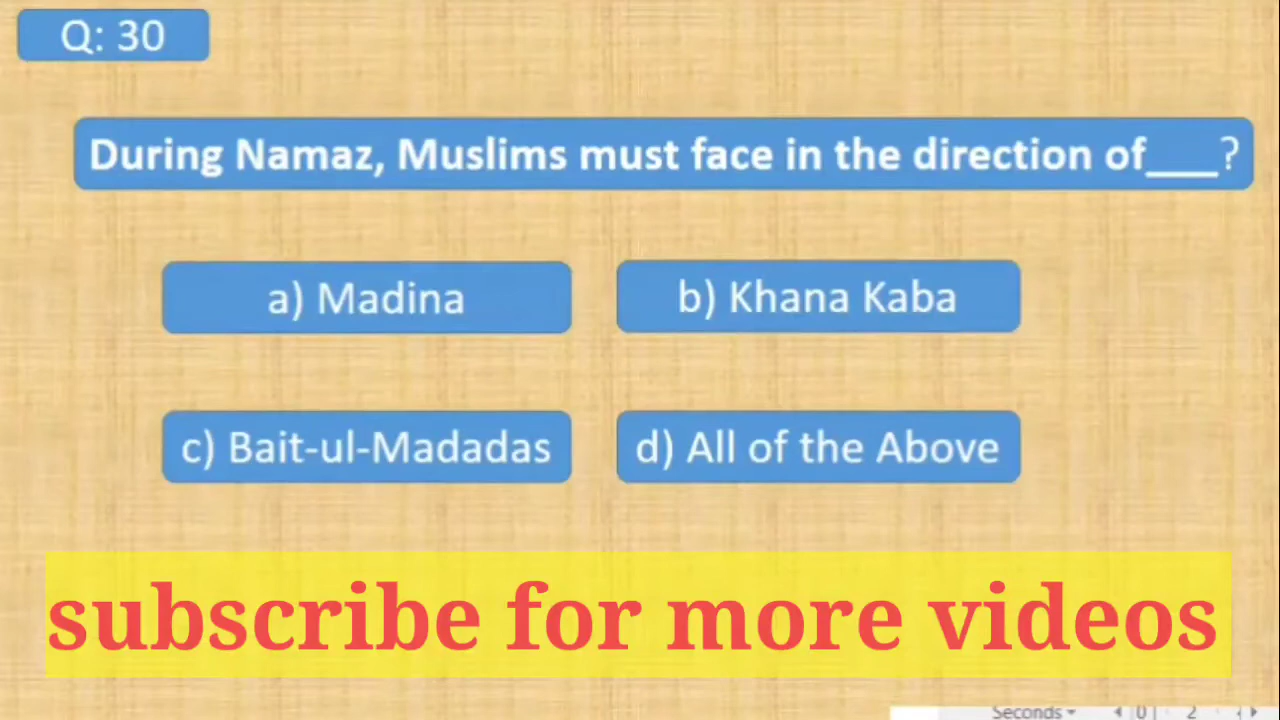 Q: 30
During Namaz, Muslims must face in the direction of___?
a) Madina
b) Khana Kaba
c) Bait-ul-Madadas
d) All of the Above
subscribe for more videos
Seconds